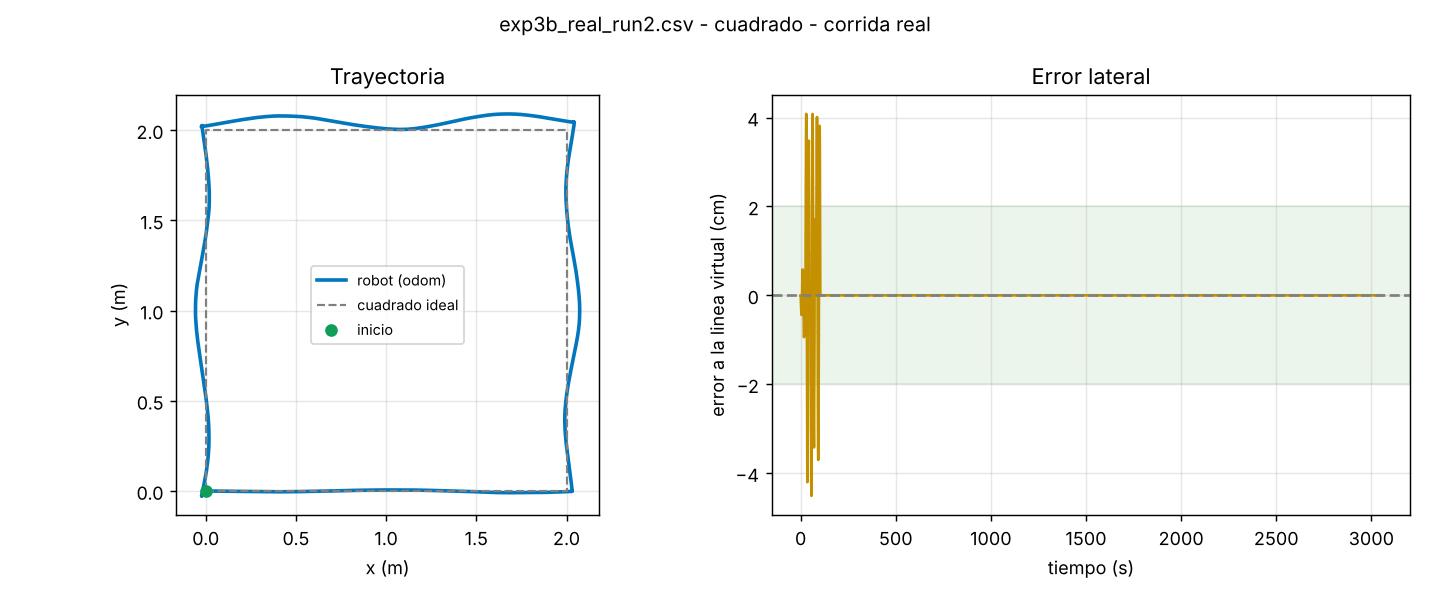 exp3b_real_run2.csv - cuadrado - corrida real
Trayectoria
y (m)
2.0
1.5
1.0
0.5
0.0
robot (odom)
cuadrado ideal
inicio
0.0 0.5 1.0 1.5 2.0
x (m)
Error lateral
error a la linea virtual (cm)
4
2
0
−2
−4
0 500 1000 1500 2000 2500 3000
tiempo (s)